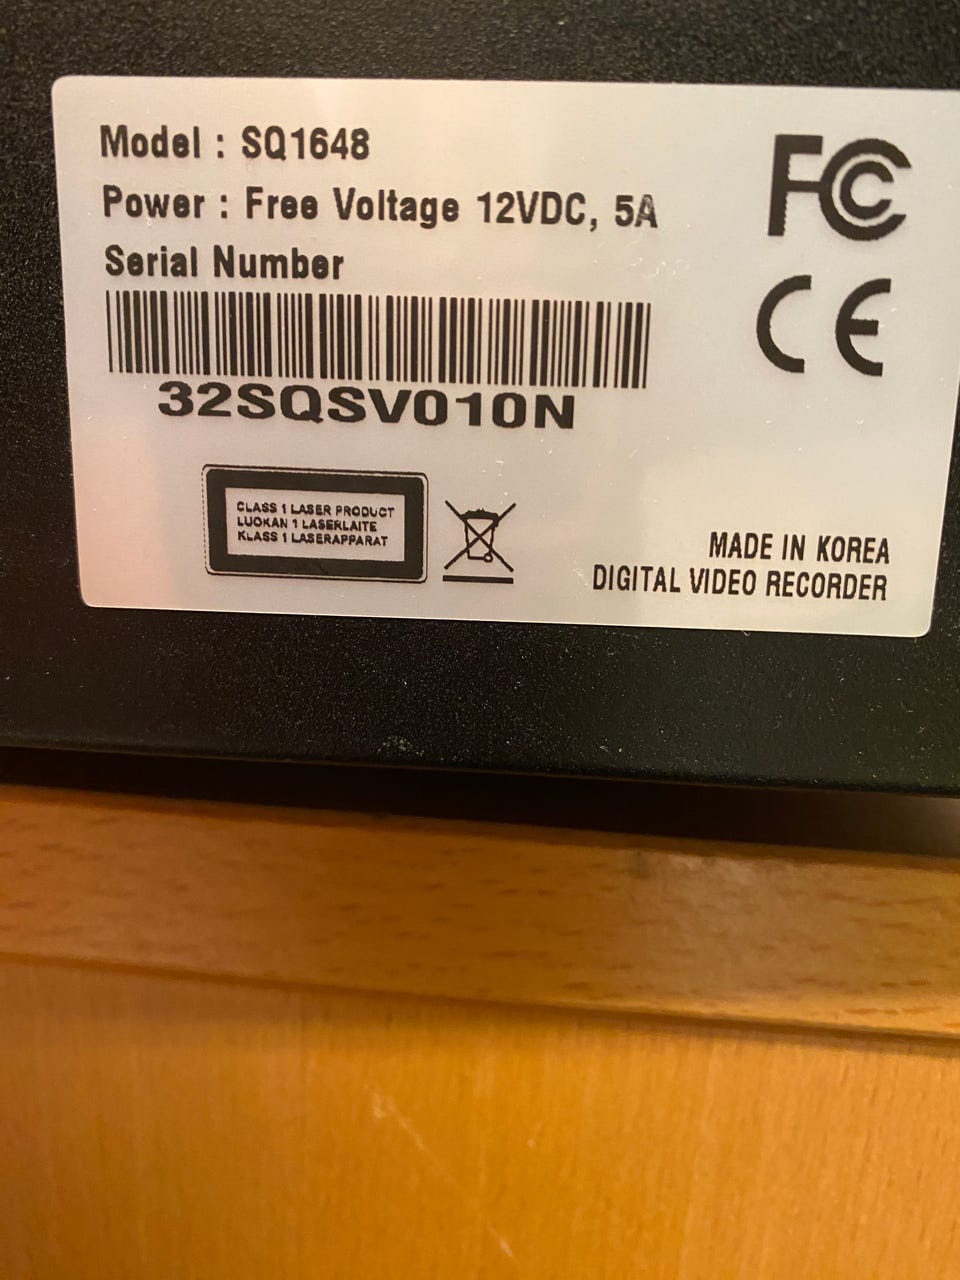 Model : SQ1648
Power : Free Voltage 12VDC, 5A
Serial Number
32SQSV010N
FC
CE
CLASS 1 LASER PRODUCT
LUOKAN 1 LASERLAITE
KLASS 1 LASERAPPARAT
MADE IN KOREA
DIGITAL VIDEO RECORDER